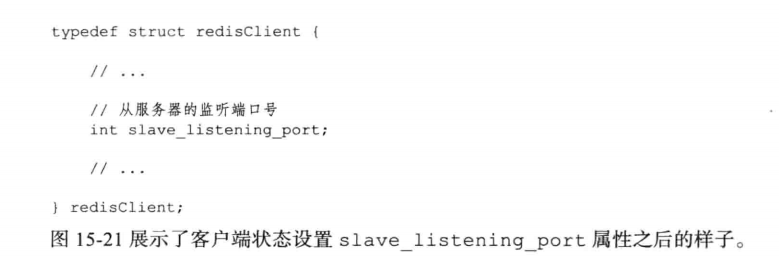 typedef struct redisClient {
// ...
// 从服务器的监听端口号
int slave_listening_port;
// ...
} redisClient;
图 15-21 展示了客户端状态设置 slave_listening_port 属性之后的样子。